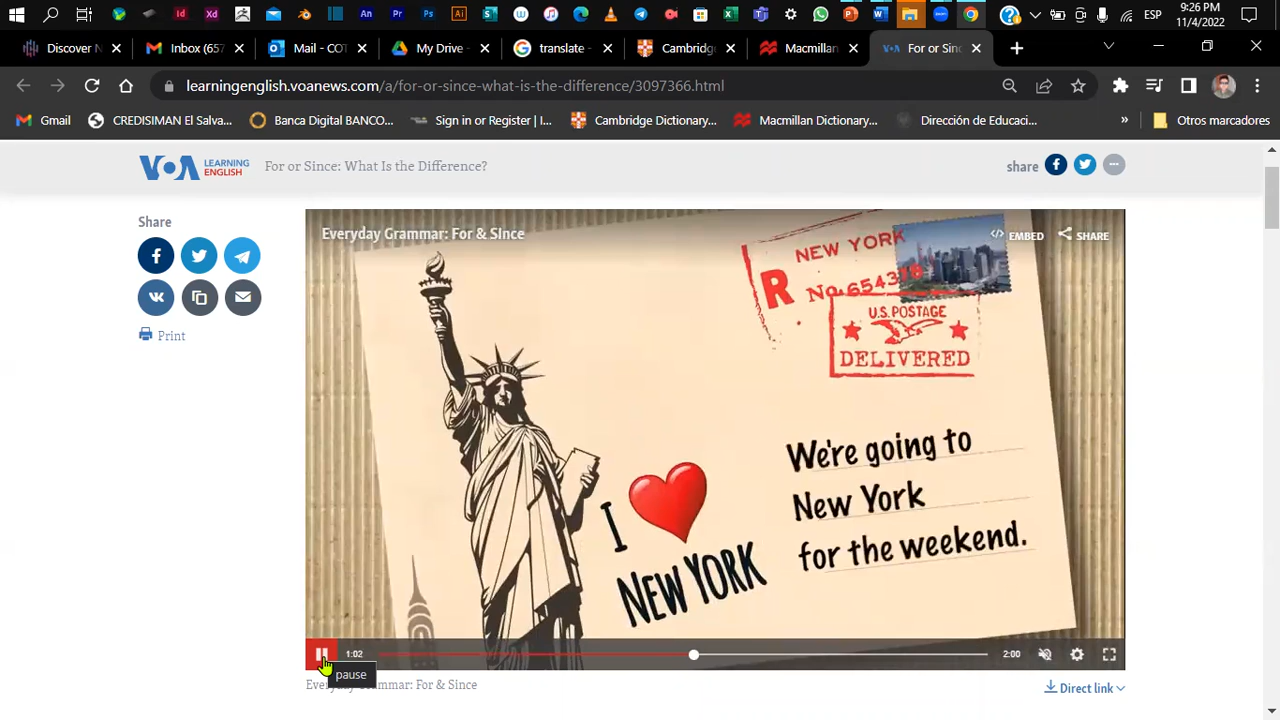 9:26 PM
ESP
11/4/2022
Discover N
Inbox (657
Mail - COT
My Drive -
translate -
Cambridg
Macmillan
For or Sinc
learningenglish.voanews.com/a/for-or-since-what-is-the-difference/3097366.html
Gmail
CREDISIMAN El Salva...
Banca Digital BANCO...
Sign in or Register | I...
Cambridge Dictionary...
Macmillan Dictionary...
Dirección de Educaci...
»
Otros marcadores
VOA LEARNING ENGLISH
For or Since: What Is the Difference?
share
Share
Print
Everyday Grammar: For & SInce
EMBED
SHARE
NEW YORK
R No.654378
U.S.POSTAGE
DELIVERED
We're going to
New York
for the weekend.
I
NEW YORK
1:02
2:00
pause
Everyday Grammar: For & Since
Direct link